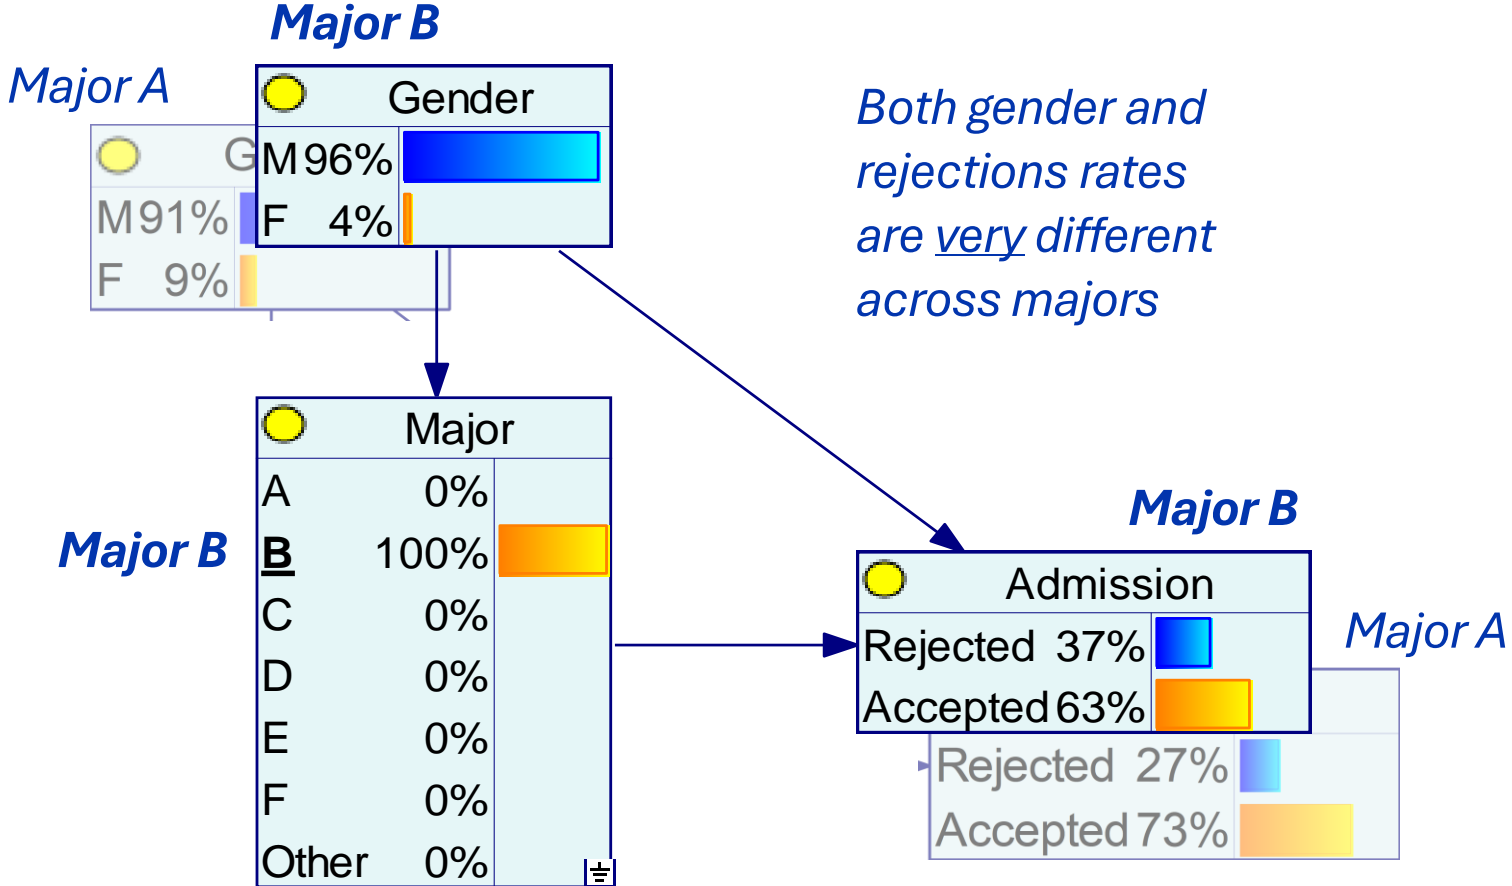 Major B
Major A
Gender
M 96%
F 4%
G
M 91%
F 9%
Both gender and
rejections rates
are very different
across majors
Major
A 0%
B 100%
C 0%
D 0%
E 0%
F 0%
Other 0%
Major B
Major B
Admission
Rejected 37%
Accepted 63%
Major A
Rejected 27%
Accepted 73%